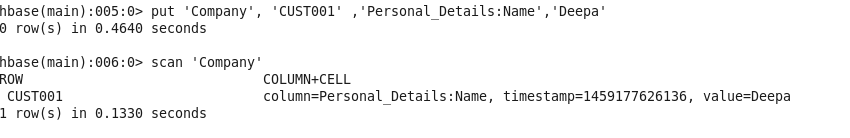 hbase(main):005:0> put 'Company', 'CUST001' ,'Personal_Details:Name','Deepa'
0 row(s) in 0.4640 seconds
hbase(main):006:0> scan 'Company'
ROW COLUMN+CELL
CUST001 column=Personal_Details:Name, timestamp=1459177626136, value=Deepa
1 row(s) in 0.1330 seconds